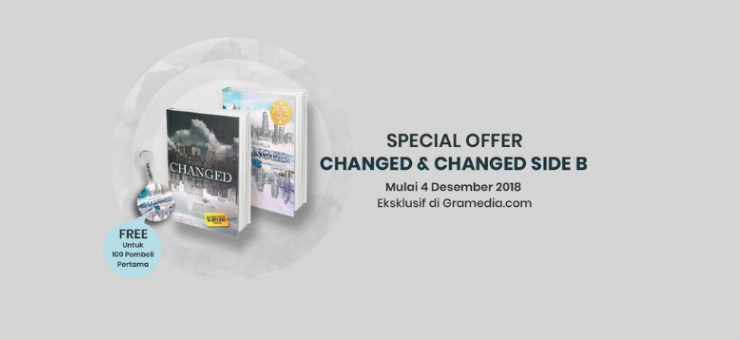 SPECIAL OFFER
CHANGED & CHANGED SIDE B
Mulai 4 Desember 2018
Eksklusif di Gramedia.com
CHANGED
FREE
Untuk
100 Pembeli
Pertama